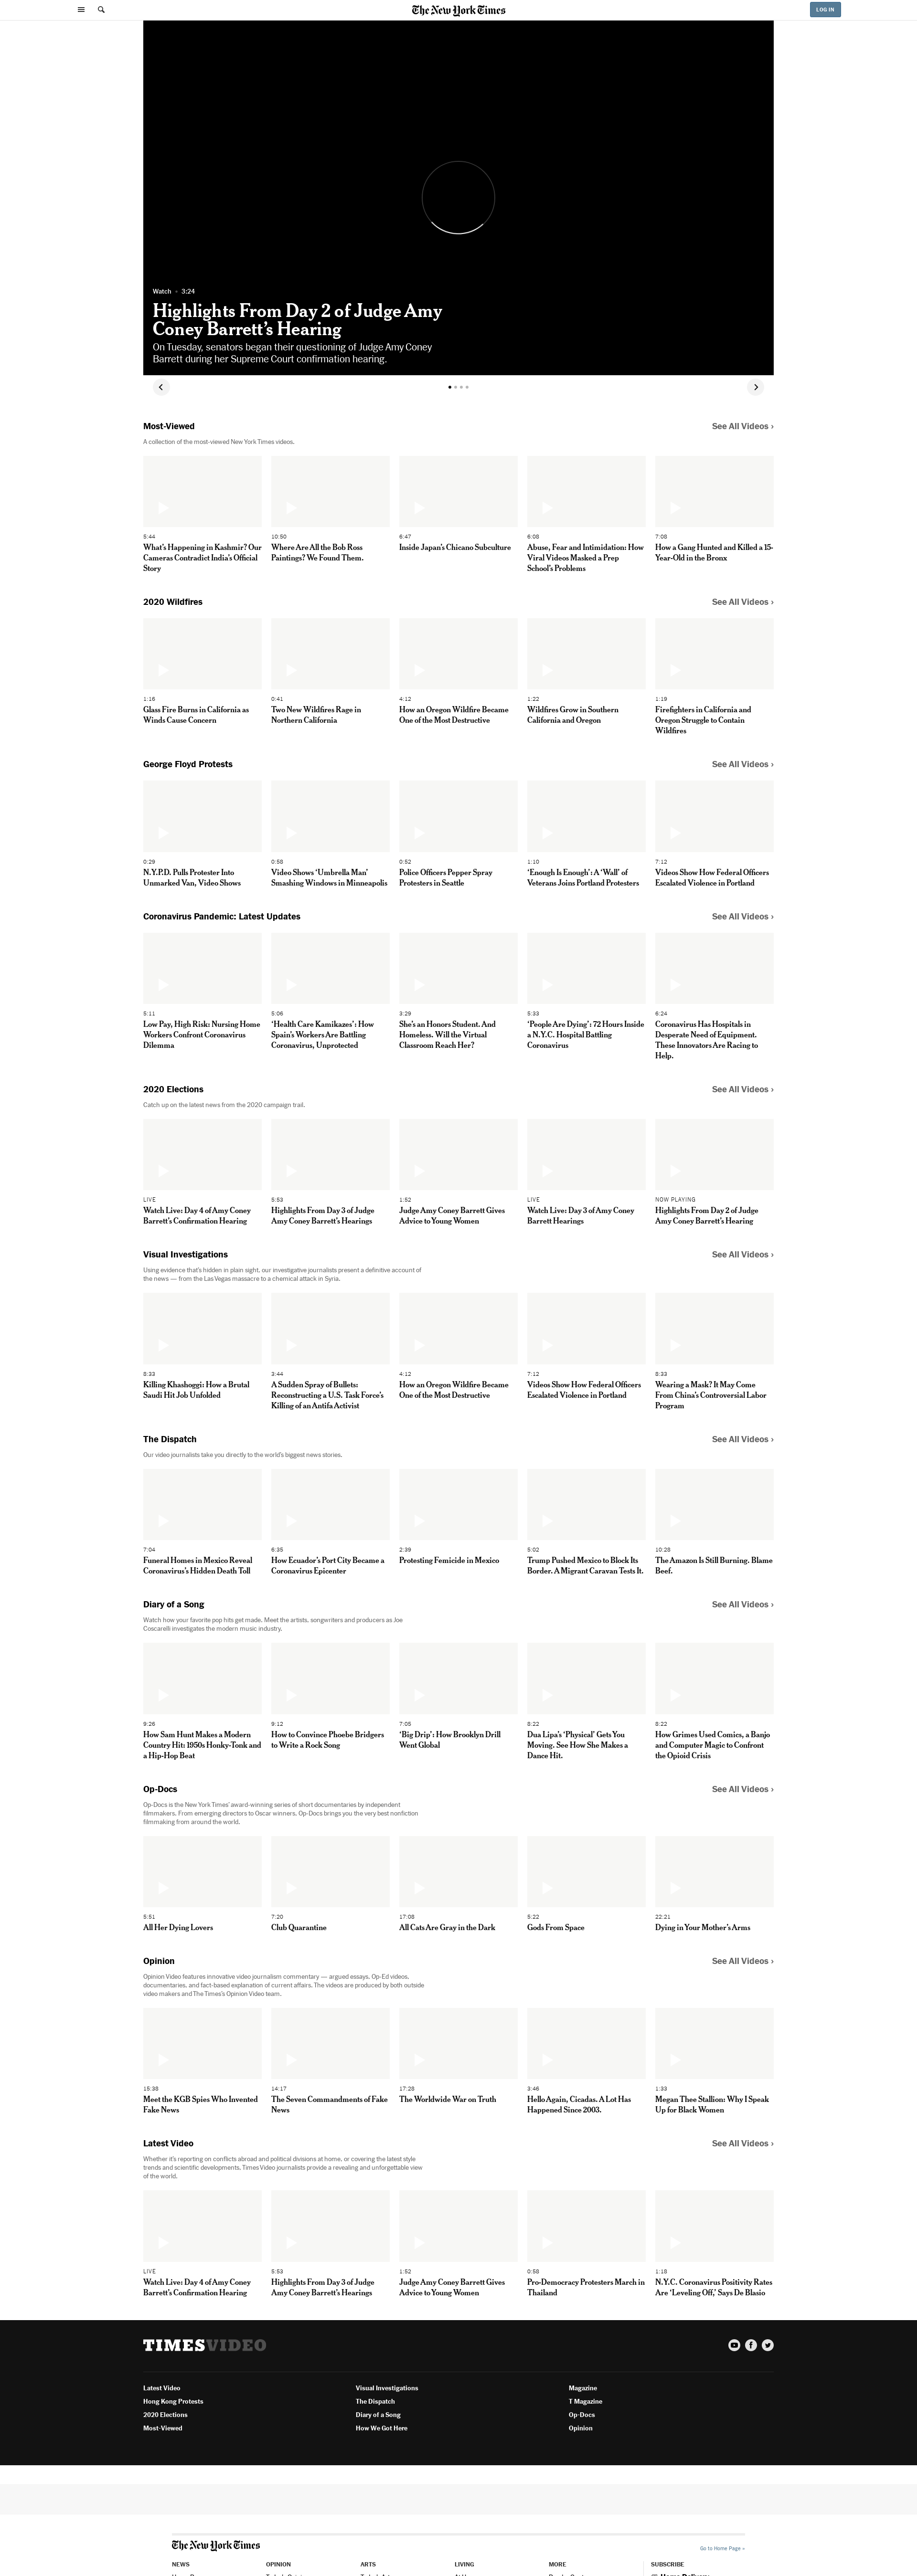 The New York Times
LOG IN
Watch • 3:24
Highlights From Day 2 of Judge Amy
Coney Barrett’s Hearing
On Tuesday, senators began their questioning of Judge Amy Coney
Barrett during her Supreme Court confirmation hearing.
Most-Viewed
See All Videos ›
A collection of the most-viewed New York Times videos.
5:44
What’s Happening in Kashmir? Our
Cameras Contradict India’s Official
Story
10:50
Where Are All the Bob Ross
Paintings? We Found Them.
6:47
Inside Japan’s Chicano Subculture
6:08
Abuse, Fear and Intimidation: How
Viral Videos Masked a Prep
School’s Problems
7:08
How a Gang Hunted and Killed a 15-
Year-Old in the Bronx
2020 Wildfires
See All Videos ›
1:16
Glass Fire Burns in California as
Winds Cause Concern
0:41
Two New Wildfires Rage in
Northern California
4:12
How an Oregon Wildfire Became
One of the Most Destructive
1:22
Wildfires Grow in Southern
California and Oregon
1:19
Firefighters in California and
Oregon Struggle to Contain
Wildfires
George Floyd Protests
See All Videos ›
0:29
N.Y.P.D. Pulls Protester Into
Unmarked Van, Video Shows
0:58
Video Shows ‘Umbrella Man’
Smashing Windows in Minneapolis
0:52
Police Officers Pepper Spray
Protesters in Seattle
1:10
‘Enough Is Enough’: A ‘Wall’ of
Veterans Joins Portland Protesters
7:12
Videos Show How Federal Officers
Escalated Violence in Portland
Coronavirus Pandemic: Latest Updates
See All Videos ›
5:11
Low Pay, High Risk: Nursing Home
Workers Confront Coronavirus
Dilemma
5:06
‘Health Care Kamikazes’: How
Spain’s Workers Are Battling
Coronavirus, Unprotected
3:29
She’s an Honors Student. And
Homeless. Will the Virtual
Classroom Reach Her?
5:33
‘People Are Dying’: 72 Hours Inside
a N.Y.C. Hospital Battling
Coronavirus
6:24
Coronavirus Has Hospitals in
Desperate Need of Equipment.
These Innovators Are Racing to
Help.
2020 Elections
See All Videos ›
Catch up on the latest news from the 2020 campaign trail.
LIVE
Watch Live: Day 4 of Amy Coney
Barrett’s Confirmation Hearing
5:53
Highlights From Day 3 of Judge
Amy Coney Barrett’s Hearings
1:52
Judge Amy Coney Barrett Gives
Advice to Young Women
LIVE
Watch Live: Day 3 of Amy Coney
Barrett Hearings
NOW PLAYING
Highlights From Day 2 of Judge
Amy Coney Barrett’s Hearing
Visual Investigations
See All Videos ›
Using evidence that’s hidden in plain sight, our investigative journalists present a definitive account of
the news — from the Las Vegas massacre to a chemical attack in Syria.
8:33
Killing Khashoggi: How a Brutal
Saudi Hit Job Unfolded
3:44
A Sudden Spray of Bullets:
Reconstructing a U.S. Task Force’s
Killing of an Antifa Activist
4:12
How an Oregon Wildfire Became
One of the Most Destructive
7:12
Videos Show How Federal Officers
Escalated Violence in Portland
8:33
Wearing a Mask? It May Come
From China’s Controversial Labor
Program
The Dispatch
See All Videos ›
Our video journalists take you directly to the world’s biggest news stories.
7:04
Funeral Homes in Mexico Reveal
Coronavirus’s Hidden Death Toll
6:35
How Ecuador’s Port City Became a
Coronavirus Epicenter
2:39
Protesting Femicide in Mexico
5:02
Trump Pushed Mexico to Block Its
Border. A Migrant Caravan Tests It.
10:28
The Amazon Is Still Burning. Blame
Beef.
Diary of a Song
See All Videos ›
Watch how your favorite pop hits get made. Meet the artists, songwriters and producers as Joe
Coscarelli investigates the modern music industry.
9:26
How Sam Hunt Makes a Modern
Country Hit: 1950s Honky-Tonk and
a Hip-Hop Beat
9:12
How to Convince Phoebe Bridgers
to Write a Rock Song
7:05
‘Big Drip’: How Brooklyn Drill
Went Global
8:22
Dua Lipa’s ‘Physical’ Gets You
Moving. See How She Makes a
Dance Hit.
8:22
How Grimes Used Comics, a Banjo
and Computer Magic to Confront
the Opioid Crisis
Op-Docs
See All Videos ›
Op-Docs is the New York Times’ award-winning series of short documentaries by independent
filmmakers. From emerging directors to Oscar winners, Op-Docs brings you the very best nonfiction
filmmaking from around the world.
5:51
All Her Dying Lovers
7:20
Club Quarantine
17:08
All Cats Are Gray in the Dark
5:22
Gods From Space
22:21
Dying in Your Mother’s Arms
Opinion
See All Videos ›
Opinion Video features innovative video journalism commentary — argued essays, Op-Ed videos,
documentaries, and fact-based explanation of current affairs. The videos are produced by both outside
video makers and The Times’s Opinion Video team.
15:38
Meet the KGB Spies Who Invented
Fake News
14:17
The Seven Commandments of Fake
News
17:28
The Worldwide War on Truth
3:46
Hello Again, Cicadas. A Lot Has
Happened Since 2003.
1:33
Megan Thee Stallion: Why I Speak
Up for Black Women
Latest Video
See All Videos ›
Whether it’s reporting on conflicts abroad and political divisions at home, or covering the latest style
trends and scientific developments, Times Video journalists provide a revealing and unforgettable view
of the world.
LIVE
Watch Live: Day 4 of Amy Coney
Barrett’s Confirmation Hearing
5:53
Highlights From Day 3 of Judge
Amy Coney Barrett’s Hearings
1:52
Judge Amy Coney Barrett Gives
Advice to Young Women
0:58
Pro-Democracy Protesters March in
Thailand
1:18
N.Y.C. Coronavirus Positivity Rates
Are ‘Leveling Off,’ Says De Blasio
TIMESVIDEO
Latest Video
Hong Kong Protests
2020 Elections
Most-Viewed
Visual Investigations
The Dispatch
Diary of a Song
How We Got Here
Magazine
T Magazine
Op-Docs
Opinion
The New York Times
Go to Home Page »
NEWS
OPINION
ARTS
LIVING
MORE
SUBSCRIBE